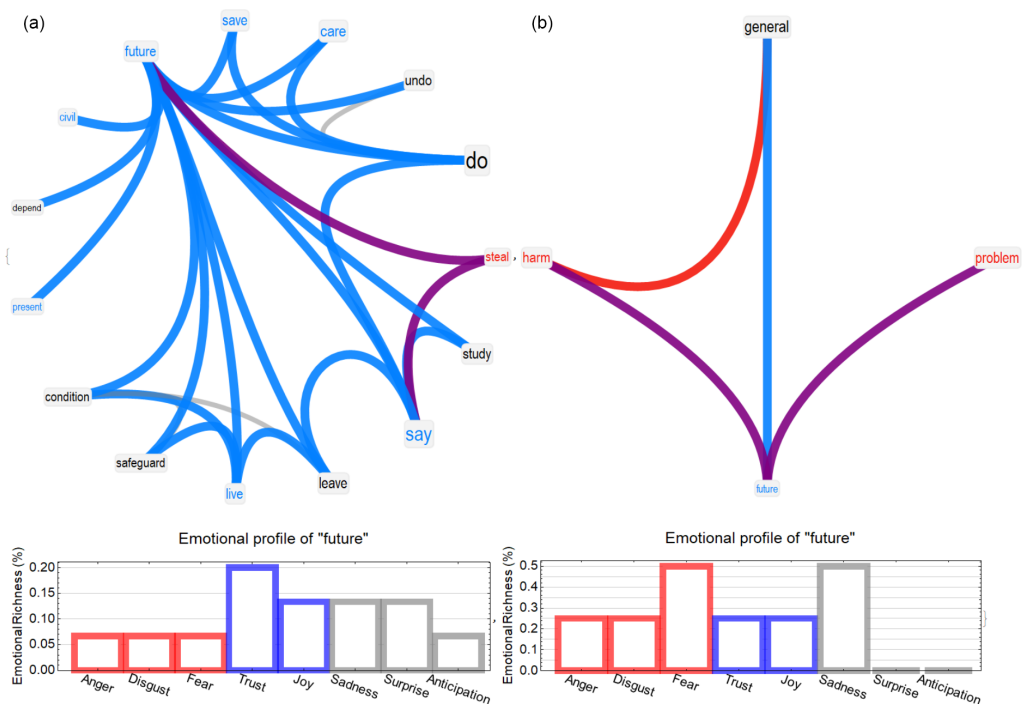 (a)
save
care
future
undo
civil
do
depend
{
steal
,
present
study
condition
say
safeguard
leave
live
Emotional profile of "future"
Emotional Richness (%)
0.20
0.15
0.10
0.05
0.00
Anger
Disgust
Fear
Trust
Joy
Sadness
Surprise
Anticipation
,
(b)
general
harm
problem
future
Emotional profile of "future"
Emotional Richness (%)
0.5
0.4
0.3
0.2
0.1
0.0
Anger
Disgust
Fear
Trust
Joy
Sadness
Surprise
Anticipation
}